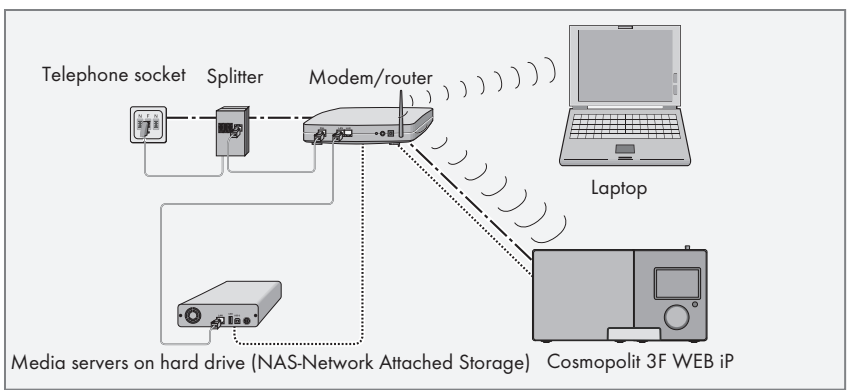 Telephone socket
Splitter
Modem/router
N F N
Laptop
Media servers on hard drive (NAS-Network Attached Storage)
Cosmopolit 3F WEB iP